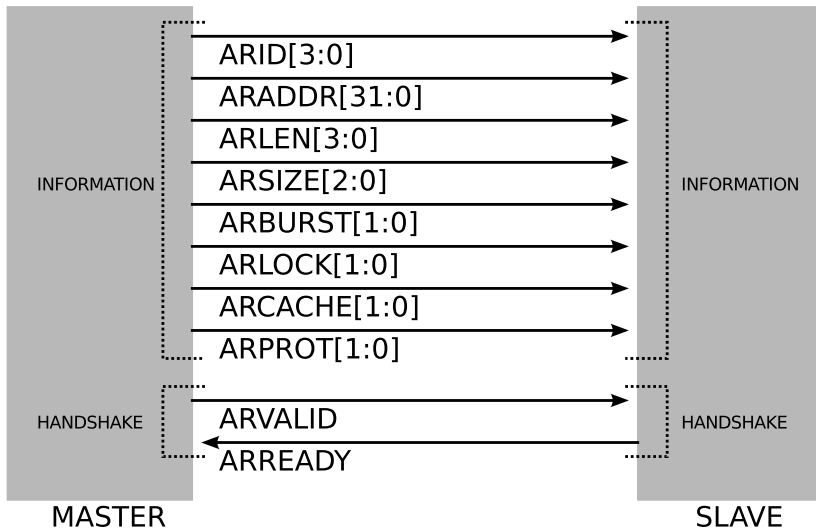 ARID[3:0]
ARADDR[31:0]
ARLEN[3:0]
INFORMATION
ARSIZE[2:0]
INFORMATION
ARBURST[1:0]
ARLOCK[1:0]
ARCACHE[1:0]
ARPROT[1:0]
HANDSHAKE
ARVALID
HANDSHAKE
ARREADY
MASTER
SLAVE